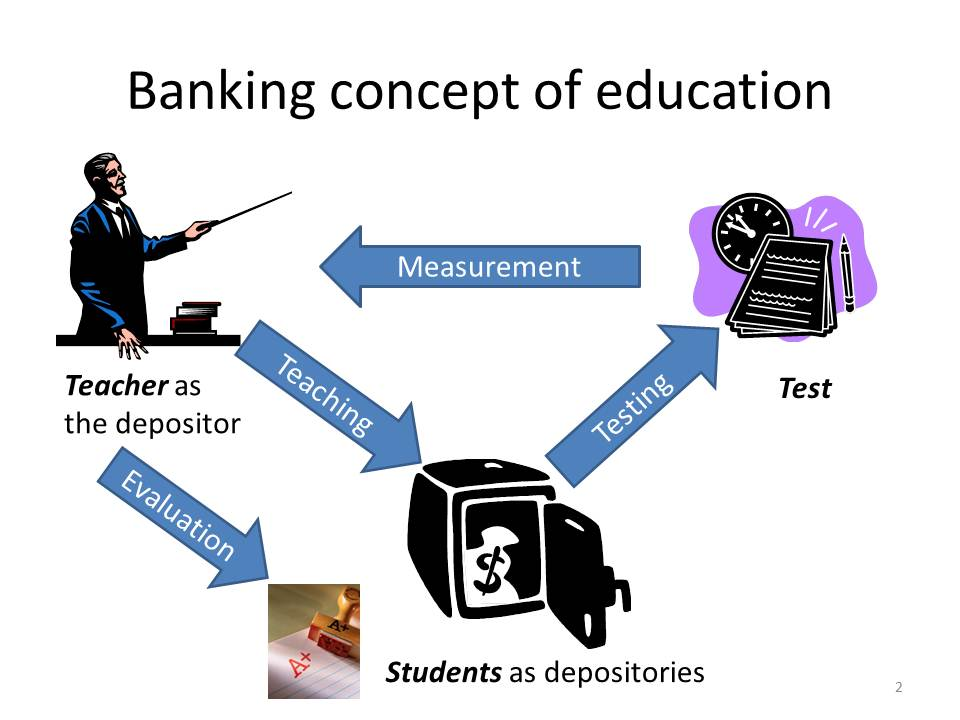 Banking concept of education
Measurement
Teacher as
the depositor
Teaching
Testing
Test
Evaluation
$
A+
A+
Students as depositories
2